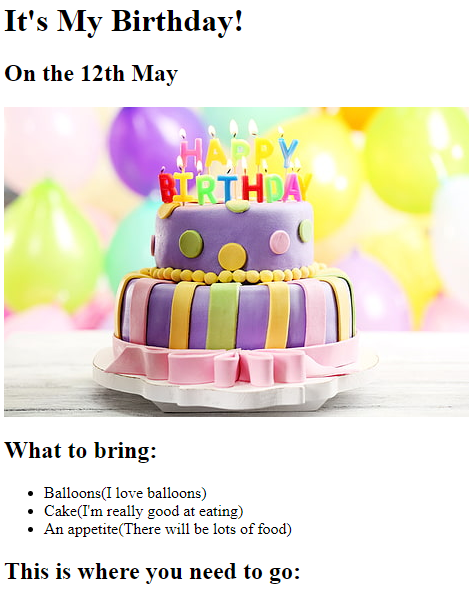 It's My Birthday!
On the 12th May
HAPPY
BIRTHDAY
What to bring:
Balloons(I love balloons)
Cake(I'm really good at eating)
An appetite(There will be lots of food)
This is where you need to go: